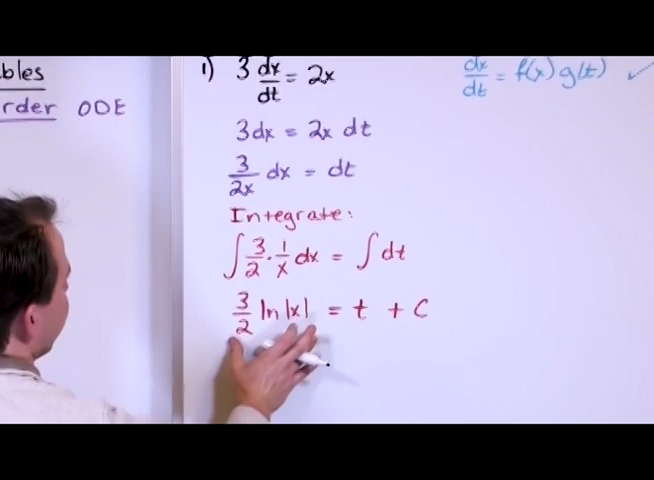 bles
rder ODE
1) 3 dx/dt = 2x
dx/dt = f(x) g(t)
3dx = 2x dt
3/2x dx = dt
Integrate:
∫ 3/2 · 1/x dx = ∫ dt
3/2 ln|x| = t + C